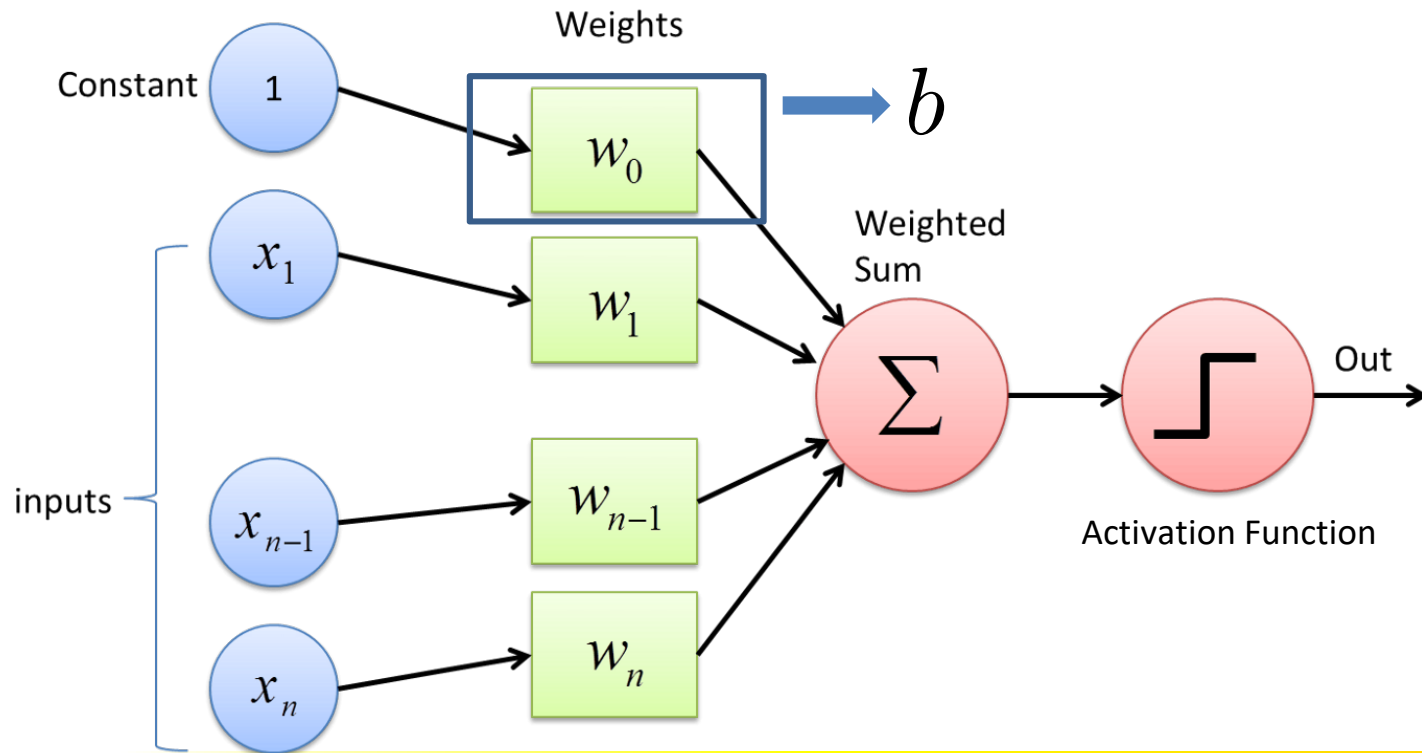 Weights
Constant
1
w₀
b
x₁
w₁
Weighted
Sum
∑
Out
inputs
xₙ₋₁
wₙ₋₁
Activation Function
xₙ
wₙ